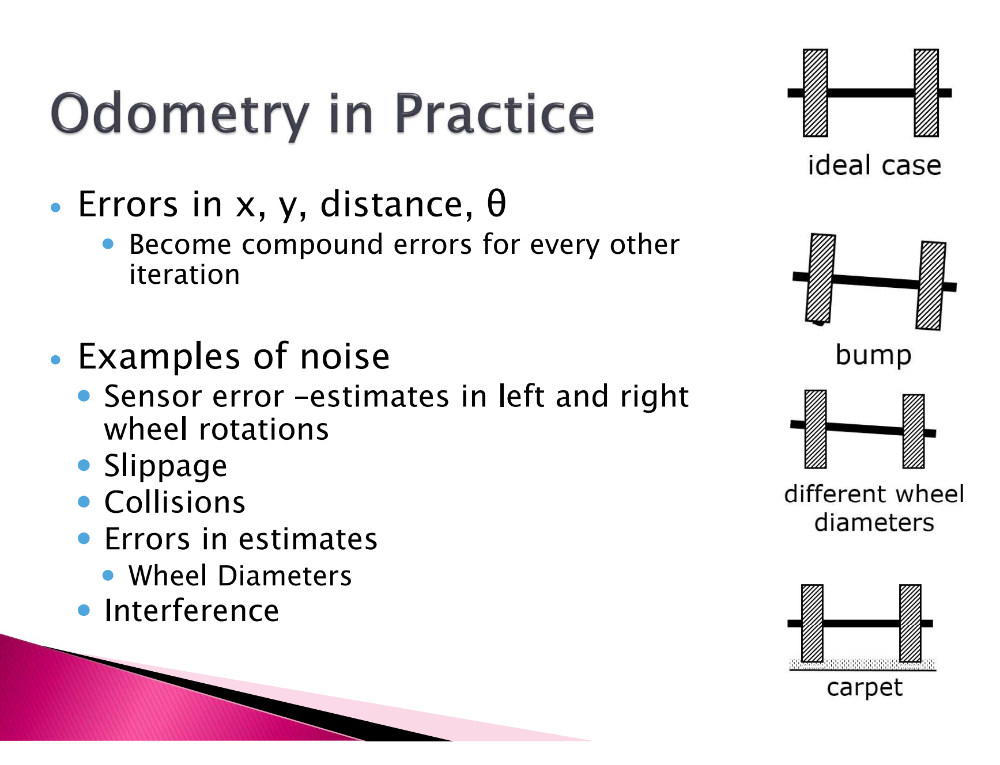 Odometry in Practice
• Errors in x, y, distance, θ
• Become compound errors for every other
iteration
• Examples of noise
• Sensor error –estimates in left and right
wheel rotations
• Slippage
• Collisions
• Errors in estimates
• Wheel Diameters
• Interference
ideal case
bump
different wheel
diameters
carpet